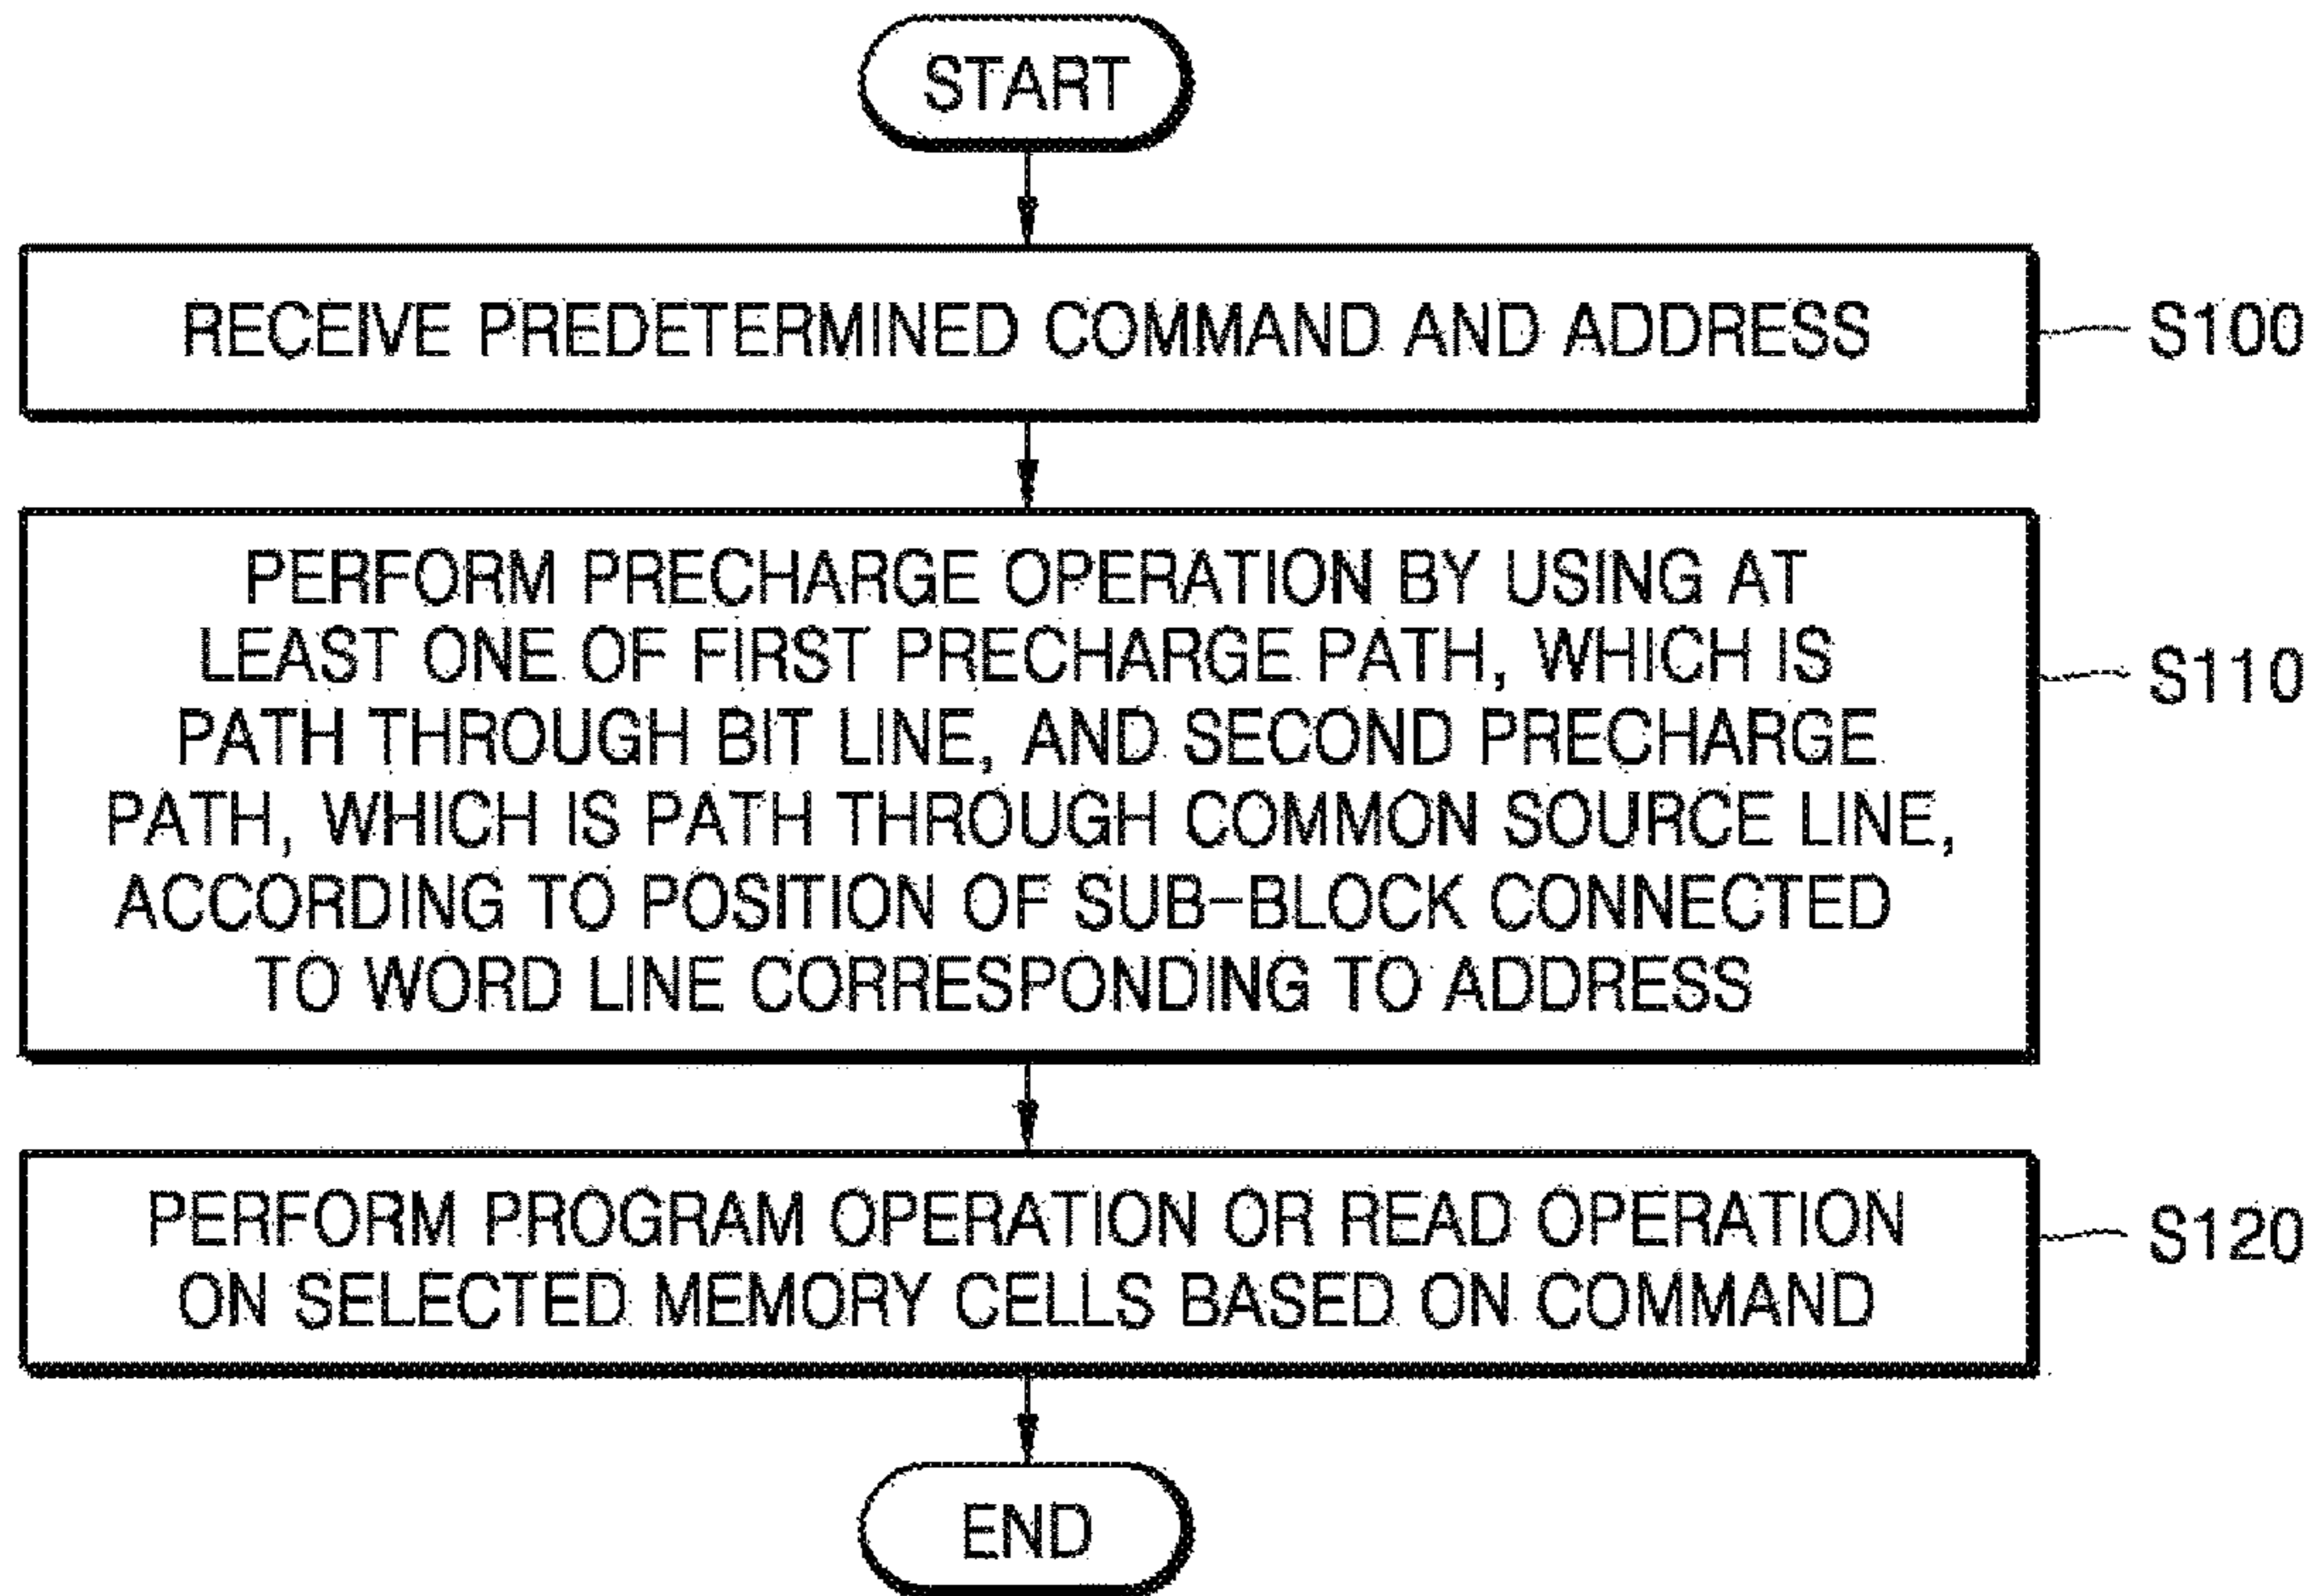 START
RECEIVE PREDETERMINED COMMAND AND ADDRESS
S100
PERFORM PRECHARGE OPERATION BY USING AT
LEAST ONE OF FIRST PRECHARGE PATH, WHICH IS
PATH THROUGH BIT LINE, AND SECOND PRECHARGE
PATH, WHICH IS PATH THROUGH COMMON SOURCE LINE,
ACCORDING TO POSITION OF SUB-BLOCK CONNECTED
TO WORD LINE CORRESPONDING TO ADDRESS
S110
PERFORM PROGRAM OPERATION OR READ OPERATION
ON SELECTED MEMORY CELLS BASED ON COMMAND
S120
END